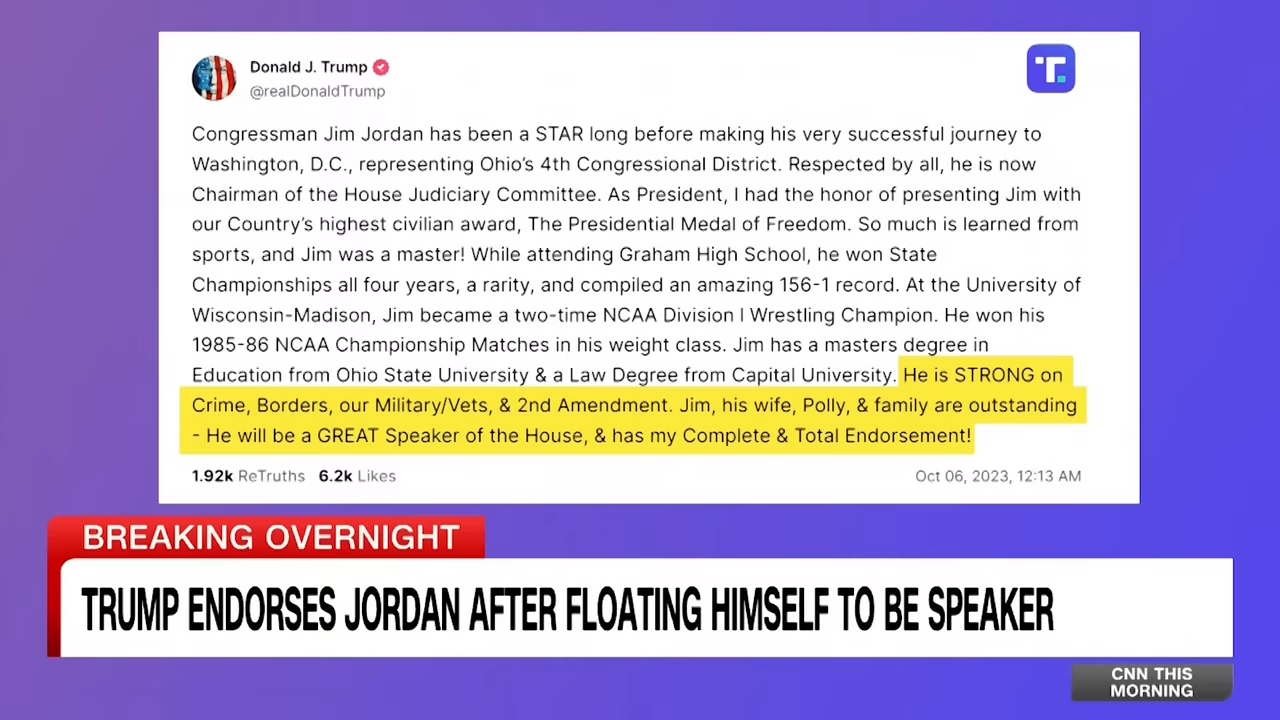 Donald J. Trump
@realDonaldTrump
T.
Congressman Jim Jordan has been a STAR long before making his very successful journey to
Washington, D.C., representing Ohio's 4th Congressional District. Respected by all, he is now
Chairman of the House Judiciary Committee. As President, I had the honor of presenting Jim with
our Country's highest civilian award, The Presidential Medal of Freedom. So much is learned from
sports, and Jim was a master! While attending Graham High School, he won State
Championships all four years, a rarity, and compiled an amazing 156-1 record. At the University of
Wisconsin-Madison, Jim became a two-time NCAA Division I Wrestling Champion. He won his
1985-86 NCAA Championship Matches in his weight class. Jim has a masters degree in
Education from Ohio State University & a Law Degree from Capital University. He is STRONG on
Crime, Borders, our Military/Vets, & 2nd Amendment. Jim, his wife, Polly, & family are outstanding
- He will be a GREAT Speaker of the House, & has my Complete & Total Endorsement!
1.92k ReTruths 6.2k Likes Oct 06, 2023, 12:13 AM
BREAKING OVERNIGHT
TRUMP ENDORSES JORDAN AFTER FLOATING HIMSELF TO BE SPEAKER
CNN THIS
MORNING